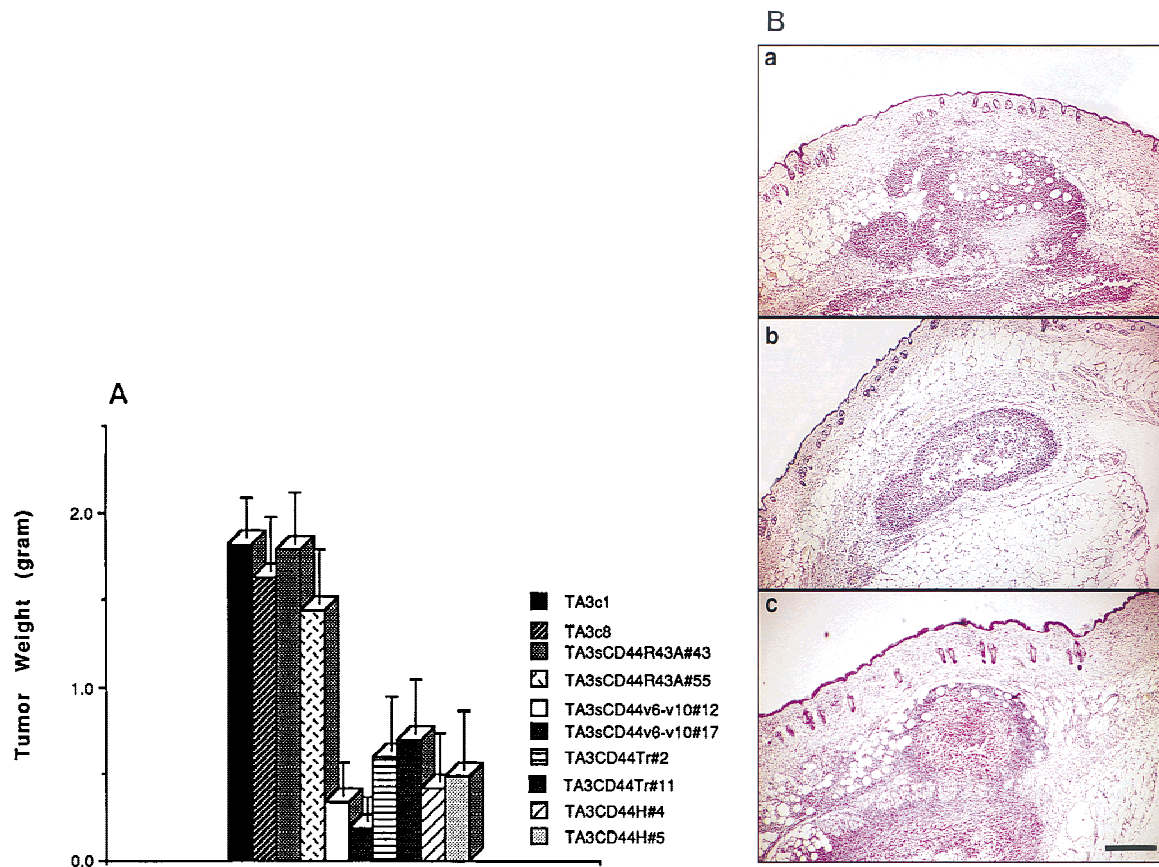 A
Tumor Weight (gram)
2.0
1.0
0.0
TA3c1
TA3c8
TA3sCD44R43A#43
TA3sCD44R43A#55
TA3sCD44v6-v10#12
TA3sCD44v6-v10#17
TA3CD44Tr#2
TA3CD44Tr#11
TA3CD44H#4
TA3CD44H#5
B
a
b
c